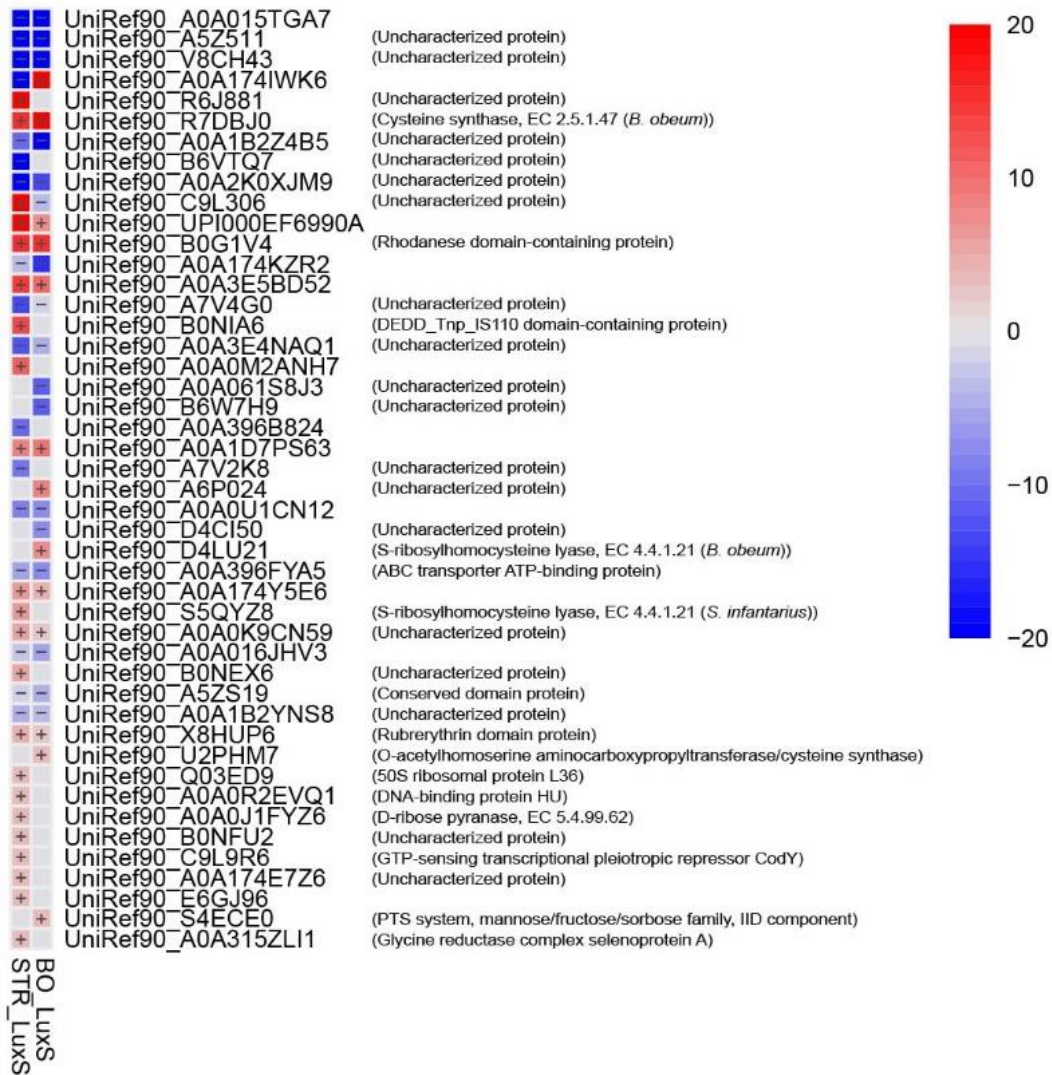 UniRef90_A0A015TGA7
UniRef90_A5Z511 (Uncharacterized protein)
UniRef90_V8CH43 (Uncharacterized protein)
UniRef90_A0A174IWK6
UniRef90_R6J881 (Uncharacterized protein)
UniRef90_R7DBJ0 (Cysteine synthase, EC 2.5.1.47 (B. obeum))
UniRef90_A0A1B2Z4B5 (Uncharacterized protein)
UniRef90_B6VTQ7 (Uncharacterized protein)
UniRef90_A0A2K0XJM9 (Uncharacterized protein)
UniRef90_C9L306 (Uncharacterized protein)
UniRef90_UPI000EF6990A
UniRef90_B0G1V4 (Rhodanese domain-containing protein)
UniRef90_A0A174KZR2
UniRef90_A0A3E5BD52
UniRef90_A7V4G0 (Uncharacterized protein)
UniRef90_B0NIA6 (DEDD_Tnp_IS110 domain-containing protein)
UniRef90_A0A3E4NAQ1 (Uncharacterized protein)
UniRef90_A0A0M2ANH7
UniRef90_A0A061S8J3 (Uncharacterized protein)
UniRef90_B6W7H9 (Uncharacterized protein)
UniRef90_A0A396B824
UniRef90_A0A1D7PS63
UniRef90_A7V2K8 (Uncharacterized protein)
UniRef90_A6P024 (Uncharacterized protein)
UniRef90_A0A0U1CN12
UniRef90_D4CI50 (Uncharacterized protein)
UniRef90_D4LU21 (S-ribosylhomocysteine lyase, EC 4.4.1.21 (B. obeum))
UniRef90_A0A396FYA5 (ABC transporter ATP-binding protein)
UniRef90_A0A174Y5E6
UniRef90_S5QYZ8 (S-ribosylhomocysteine lyase, EC 4.4.1.21 (S. infantarius))
UniRef90_A0A0K9CN59 (Uncharacterized protein)
UniRef90_A0A016JHV3
UniRef90_B0NEX6 (Uncharacterized protein)
UniRef90_A5ZS19 (Conserved domain protein)
UniRef90_A0A1B2YNS8 (Uncharacterized protein)
UniRef90_X8HUP6 (Rubrerythrin domain protein)
UniRef90_U2PHM7 (O-acetylhomoserine aminocarboxypropyltransferase/cysteine synthase)
UniRef90_Q03ED9 (50S ribosomal protein L36)
UniRef90_A0A0R2EVQ1 (DNA-binding protein HU)
UniRef90_A0A0J1FYZ6 (D-ribose pyranase, EC 5.4.99.62)
UniRef90_B0NFU2 (Uncharacterized protein)
UniRef90_C9L9R6 (GTP-sensing transcriptional pleiotropic repressor CodY)
UniRef90_A0A174E7Z6 (Uncharacterized protein)
UniRef90_E6GJ96
UniRef90_S4ECE0 (PTS system, mannose/fructose/sorbose family, IID component)
UniRef90_A0A315ZLI1 (Glycine reductase complex selenoprotein A)
STR_LuxS
BO_LuxS
20
10
0
−10
−20